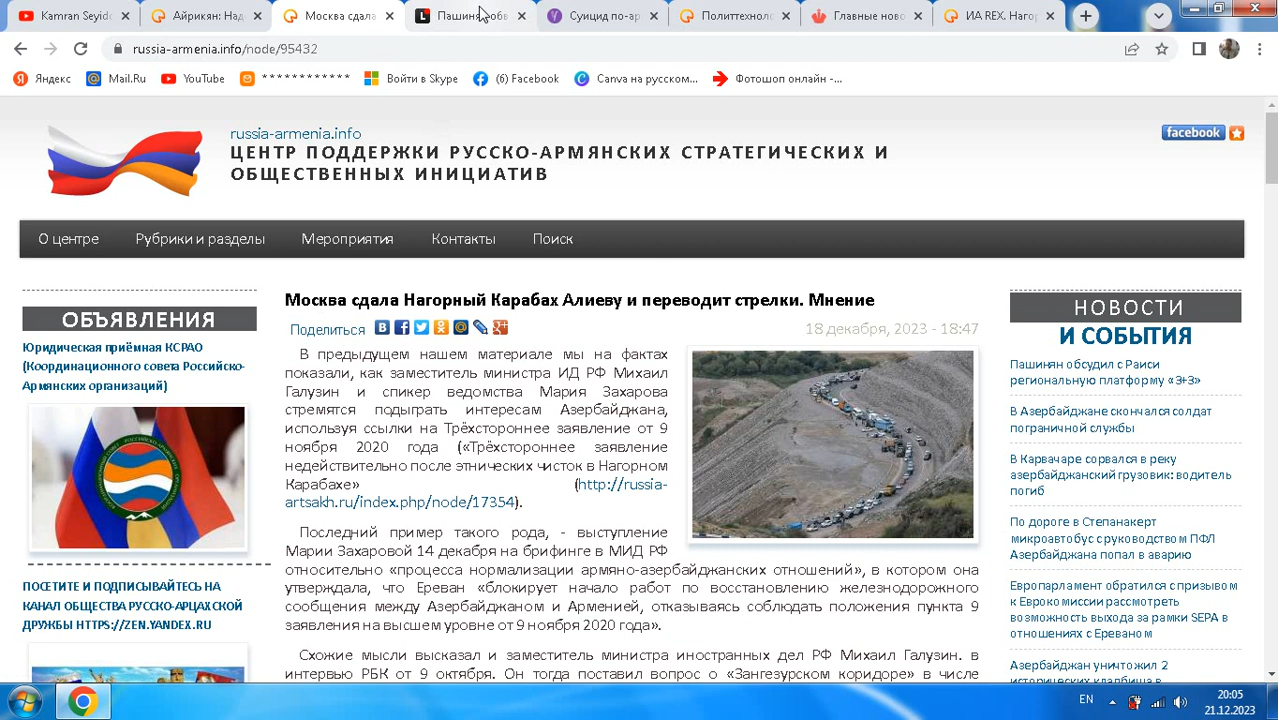 Kamran Seyid
Айрикян: Над
Москва сдала
Пашиня
Суицид по-ар
Политтехноло
Главные ново
ИА REX. Нагор
russia-armenia.info/node/95432
Яндекс
Mail.Ru
YouTube
* * * * * * * * * * * *
Войти в Skype
(6) Facebook
Canva на русском...
Фотошоп онлайн -...
russia-armenia.info
ЦЕНТР ПОДДЕРЖКИ РУССКО-АРМЯНСКИХ СТРАТЕГИЧЕСКИХ И
ОБЩЕСТВЕННЫХ ИНИЦИАТИВ
facebook
О центре
Рубрики и разделы
Мероприятия
Контакты
Поиск
ОБЪЯВЛЕНИЯ
Юридическая приёмная КСРАО
(Координационного совета Российско-
Армянских организаций)
ПОСЕТИТЕ И ПОДПИСЫВАЙТЕСЬ НА
КАНАЛ ОБЩЕСТВА РУССКО-АРЦАХСКОЙ
ДРУЖБЫ HTTPS://ZEN.YANDEX.RU
Москва сдала Нагорный Карабах Алиеву и переводит стрелки. Мнение
Поделиться
18 декабря, 2023 - 18:47
В предыдущем нашем материале мы на фактах
показали, как заместитель министра ИД РФ Михаил
Галузин и спикер ведомства Мария Захарова
стремятся подыграть интересам Азербайджана,
используя ссылки на Трёхстороннее заявление от 9
ноября 2020 года («Трёхстороннее заявление
недействительно после этнических чисток в Нагорном
Карабахе» (http://russia-
artsakh.ru/index.php/node/17354).
Последний пример такого рода, - выступление
Марии Захаровой 14 декабря на брифинге в МИД РФ
относительно «процесса нормализации армяно-азербайджанских отношений», в котором она
утверждала, что Ереван «блокирует начало работ по восстановлению железнодорожного
сообщения между Азербайджаном и Арменией, отказываясь соблюдать положения пункта 9
заявления на высшем уровне от 9 ноября 2020 года».
Схожие мысли высказал и заместитель министра иностранных дел РФ Михаил Галузин. в
интервью РБК от 9 октября. Он тогда поставил вопрос о «Зангезурском коридоре» в числе
НОВОСТИ
И СОБЫТИЯ
Пашинян обсудил с Раиси
региональную платформу «3+3»
В Азербайджане скончался солдат
пограничной службы
В Карвачаре сорвался в реку
азербайджанский грузовик: водитель
погиб
По дороге в Степанакерт
микроавтобус с руководством ПФЛ
Азербайджана попал в аварию
Европарламент обратился с призывом
к Еврокомиссии рассмотреть
возможность выхода за рамки SEPA в
отношениях с Ереваном
Азербайджан уничтожил 2
исторических кладбища в
EN
20:05
21.12.2023